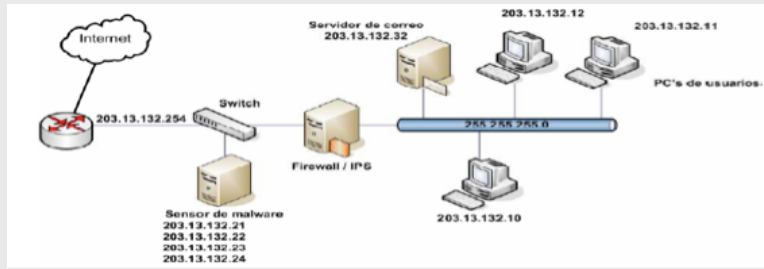 Internet
203.13.132.254
Switch
Sensor de malware
203.13.132.21
203.13.132.22
203.13.132.23
203.13.132.24
Firewall / IPS
Servidor de correo
203.13.132.32
203.13.132.12
203.13.132.11
PC's de usuarios
255.255.255.0
203.13.132.10